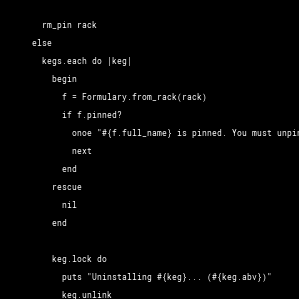 rm_pin rack
else
kegs.each do |keg|
begin
f = Formulary.from_rack(rack)
if f.pinned?
onoe "#{f.full_name} is pinned. You must unpin
next
end
rescue
nil
end
keg.lock do
puts "Uninstalling #{keg}... (#{keg.abv})"
keg.unlink